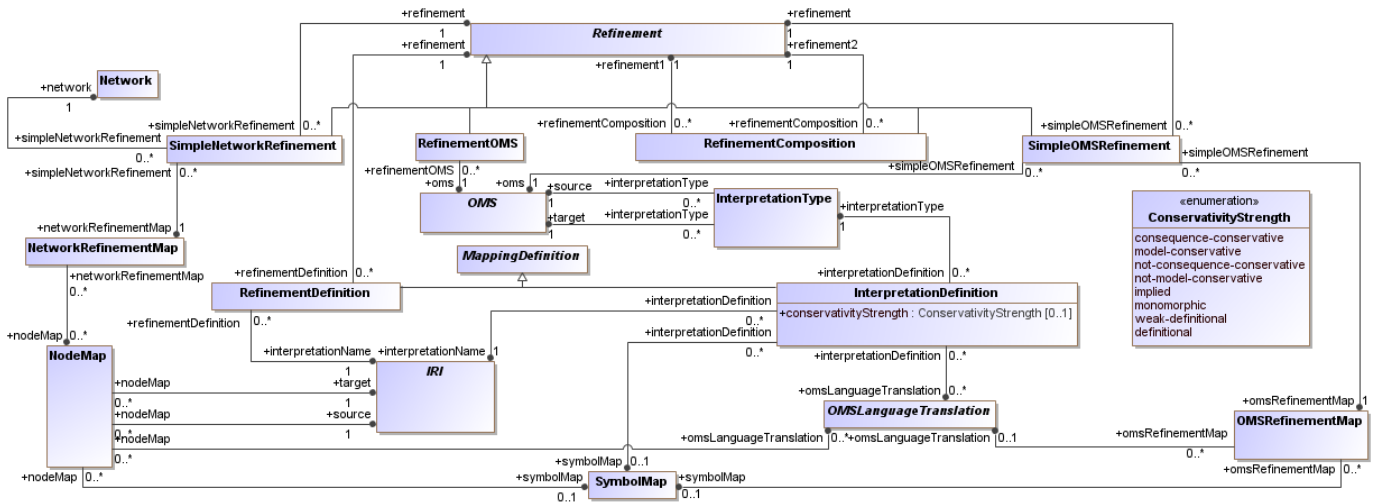 +refinement
+refinement
1
Refinement
1
+refinement
+refinement2
1
+refinement1
1
1
Network
+network
1
+simpleNetworkRefinement
0..*
+refinementComposition
0..*
+refinementComposition
0..*
+simpleOMSRefinement
0..*
+simpleNetworkRefinement
0..*
SimpleNetworkRefinement
RefinementOMS
RefinementComposition
SimpleOMSRefinement
+simpleOMSRefinement
0..*
+simpleNetworkRefinement
0..*
+refinementOMS
0..*
+simpleOMSRefinement
0..*
+oms
1
+oms
1
+source
1
+interpretationType
0..*
OMS
InterpretationType
+target
1
+interpretationType
0..*
+interpretationType
1
«enumeration»
ConservativityStrength
consequence-conservative
model-conservative
not-consequence-conservative
not-model-conservative
implied
monomorphic
weak-definitional
definitional
+networkRefinementMap
1
NetworkRefinementMap
MappingDefinition
+networkRefinementMap
0..*
+refinementDefinition
0..*
+interpretationDefinition
0..*
RefinementDefinition
InterpretationDefinition
+conservativityStrength : ConservativityStrength [0..1]
+interpretationDefinition
0..*
+refinementDefinition
0..*
+interpretationDefinition
0..*
+nodeMap
0..*
NodeMap
+interpretationName
1
+interpretationName
1
+interpretationDefinition
0..*
IRI
+nodeMap
0..*
+target
1
+omsLanguageTranslation
0..*
+nodeMap
0..*
+source
1
OMSLanguageTranslation
+omsRefinementMap
1
OMSRefinementMap
+nodeMap
0..*
+omsLanguageTranslation
0..*
+omsLanguageTranslation
0..1
+omsRefinementMap
0..*
+nodeMap
0..*
+symbolMap
0..1
+symbolMap
0..1
SymbolMap
+symbolMap
0..1
+omsRefinementMap
0..*